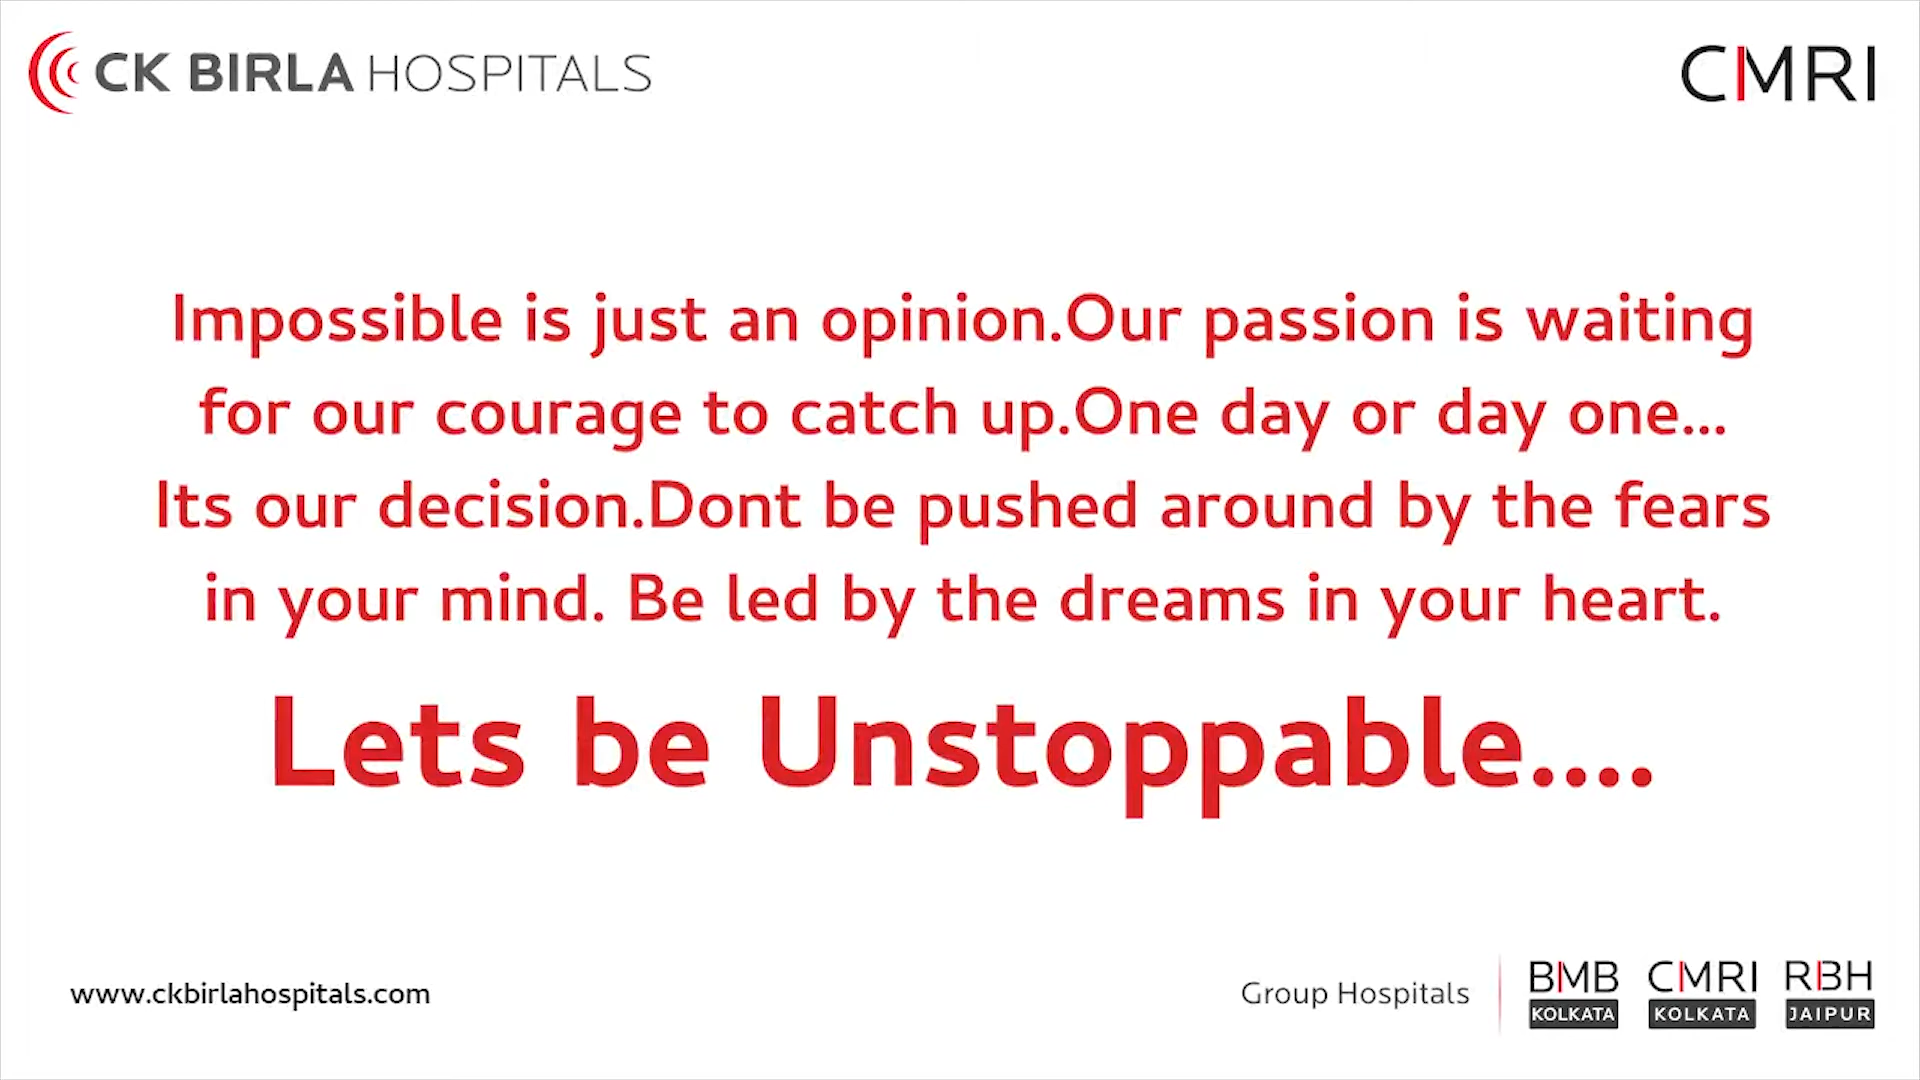 CK BIRLA HOSPITALS
CMRI
Impossible is just an opinion.Our passion is waiting
for our courage to catch up.One day or day one...
Its our decision.Dont be pushed around by the fears
in your mind. Be led by the dreams in your heart.
Lets be Unstoppable....
www.ckbirlahospitals.com
Group Hospitals
BMB
KOLKATA
CMRI
KOLKATA
RBH
JAIPUR